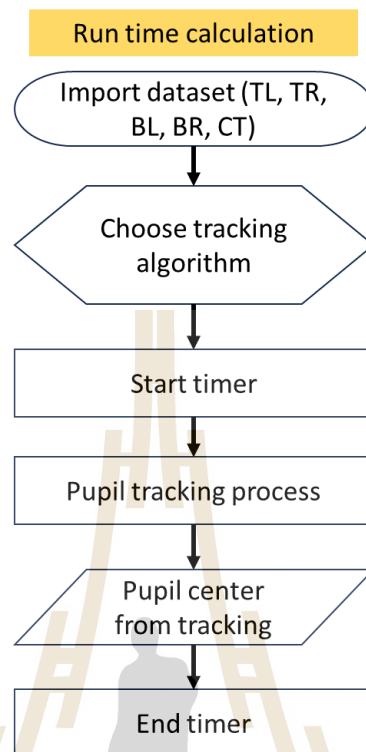 Run time calculation
Import dataset (TL, TR,
BL, BR, CT)
Choose tracking
algorithm
Start timer
Pupil tracking process
Pupil center
from tracking
End timer